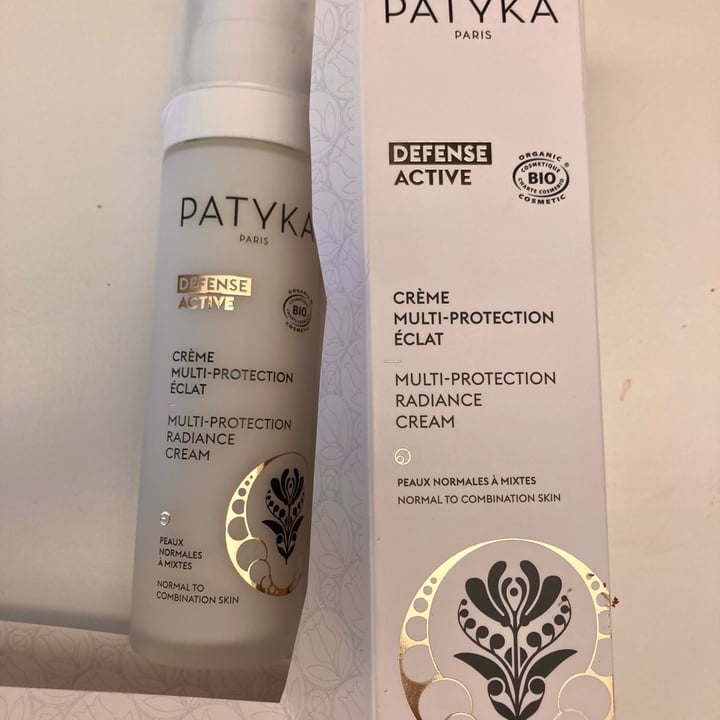 PATYKA
PARIS
DEFENSE
ACTIVE
BIO
CRÈME
MULTI-PROTECTION
ÉCLAT
MULTI-PROTECTION
RADIANCE
CREAM
PEAUX
NORMALES
À MIXTES
NORMAL TO
COMBINATION SKIN
PATYKA
PARIS
DEFENSE
ACTIVE
ORGANIC
COSMETIQUE
BIO
CHARTE COSMEBIO
COSMETIC
CRÈME
MULTI-PROTECTION
ÉCLAT
MULTI-PROTECTION
RADIANCE
CREAM
PEAUX NORMALES À MIXTES
NORMAL TO COMBINATION SKIN